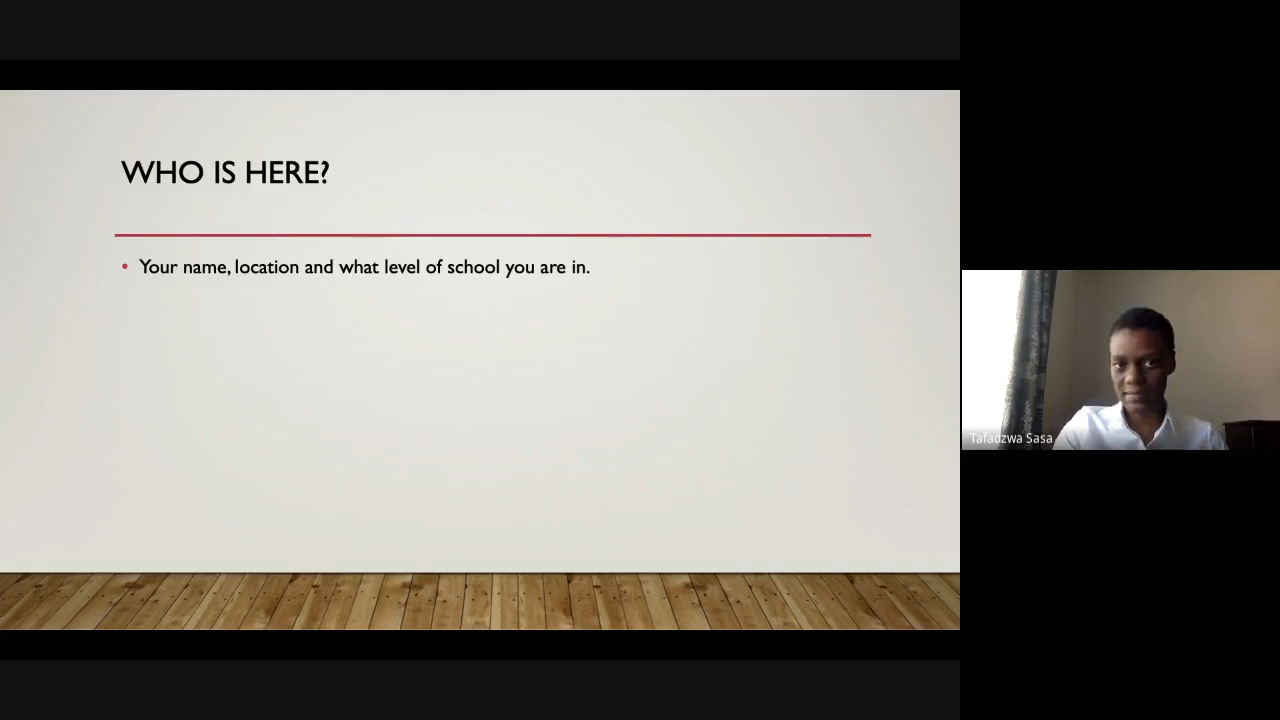 WHO IS HERE?
• Your name, location and what level of school you are in.
Tafadzwa Sasa